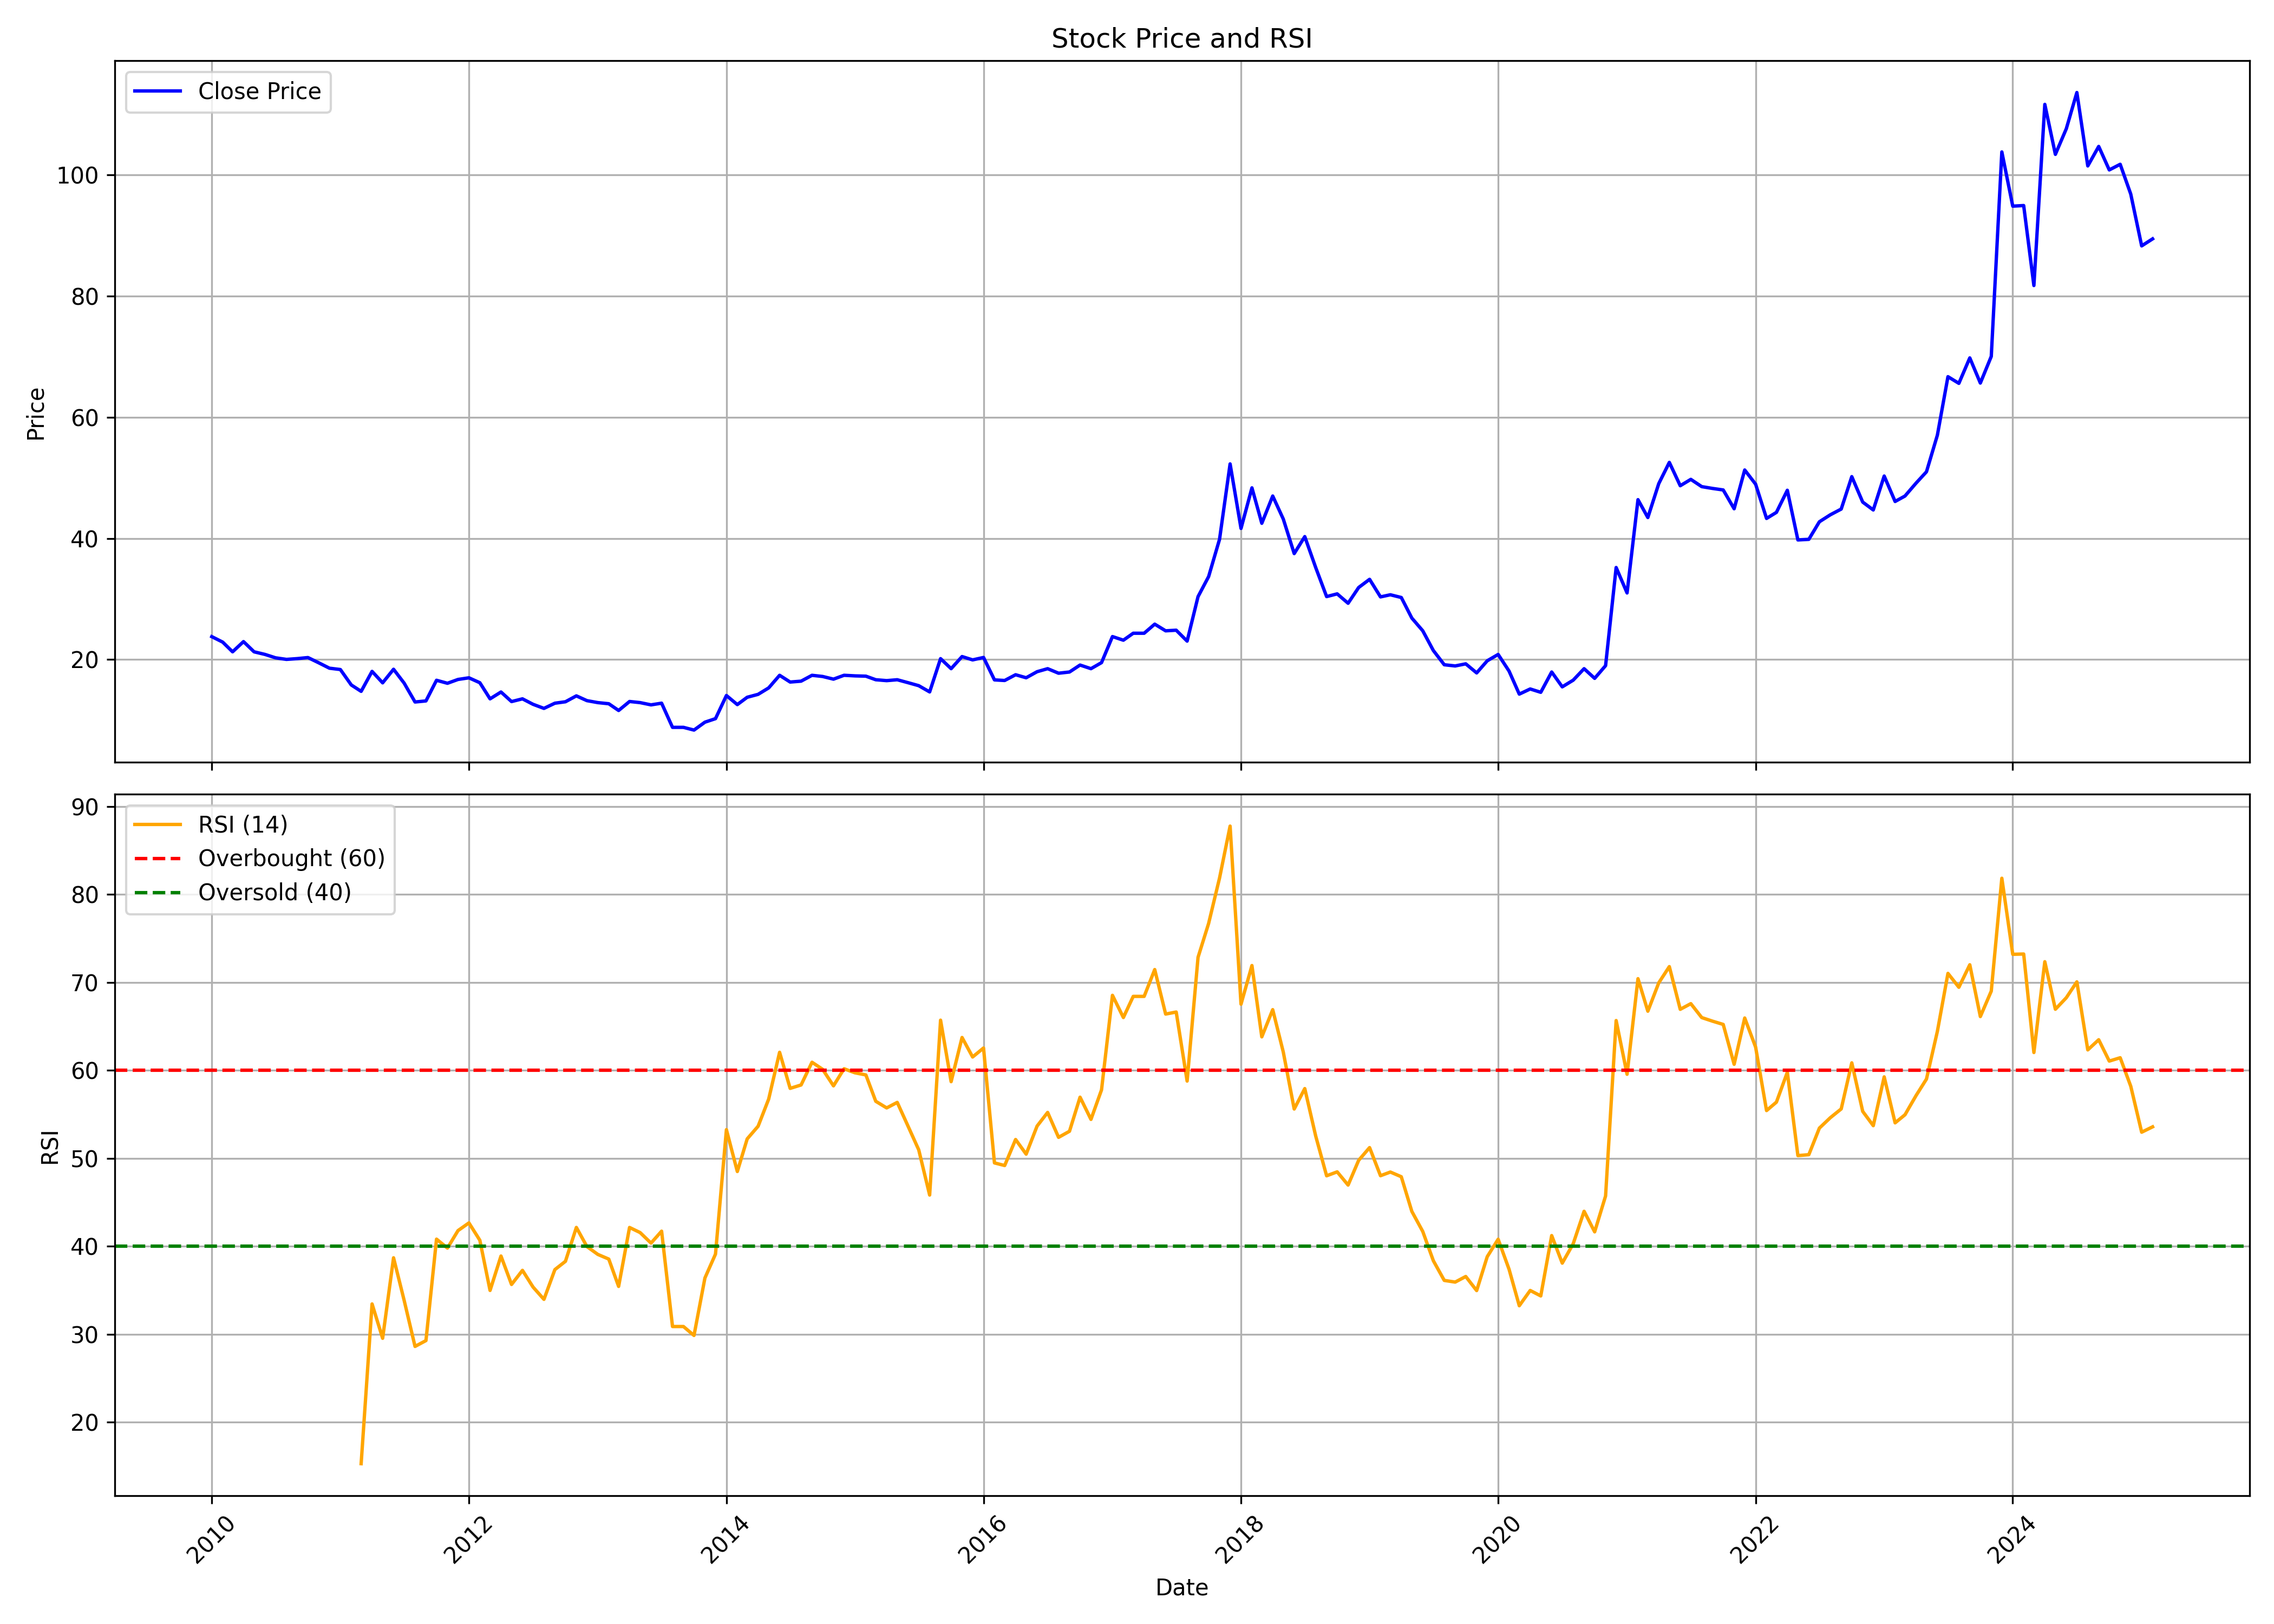 Stock Price and RSI
Close Price
Price
100
80
60
40
20
RSI (14)
Overbought (60)
Oversold (40)
RSI
90
80
70
60
50
40
30
20
2010
2012
2014
2016
2018
2020
2022
2024
Date